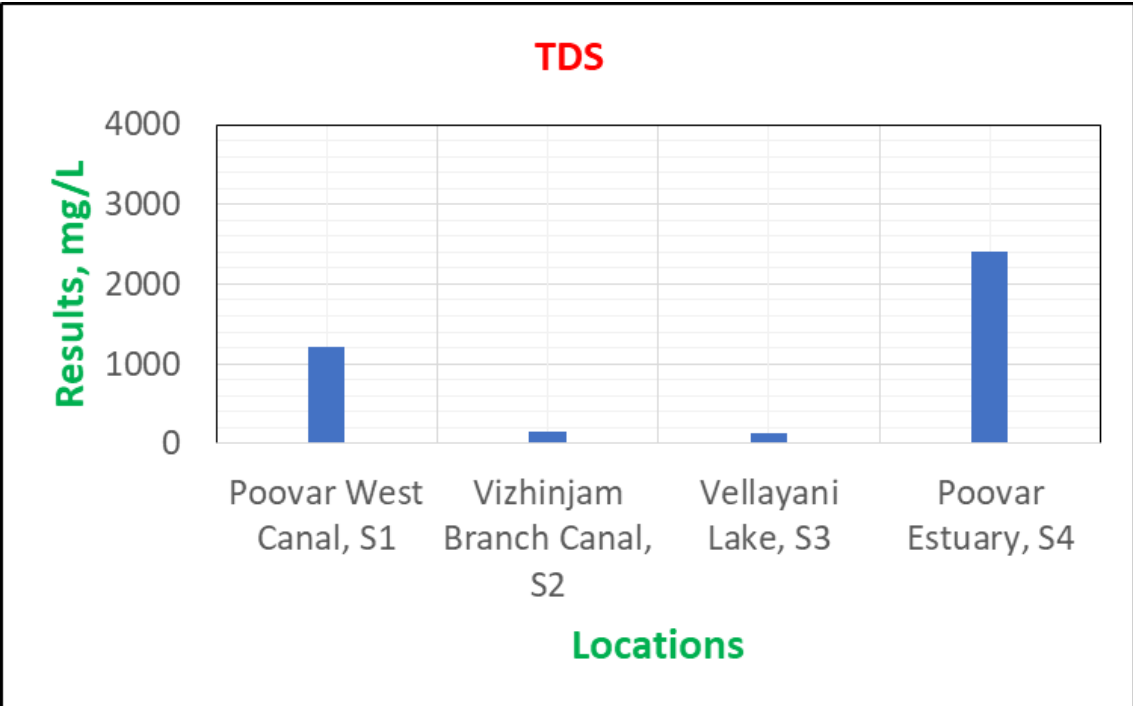 TDS
Results, mg/L
4000
3000
2000
1000
0
Poovar West
Canal, S1
Vizhinjam
Branch Canal,
S2
Vellayani
Lake, S3
Poovar
Estuary, S4
Locations